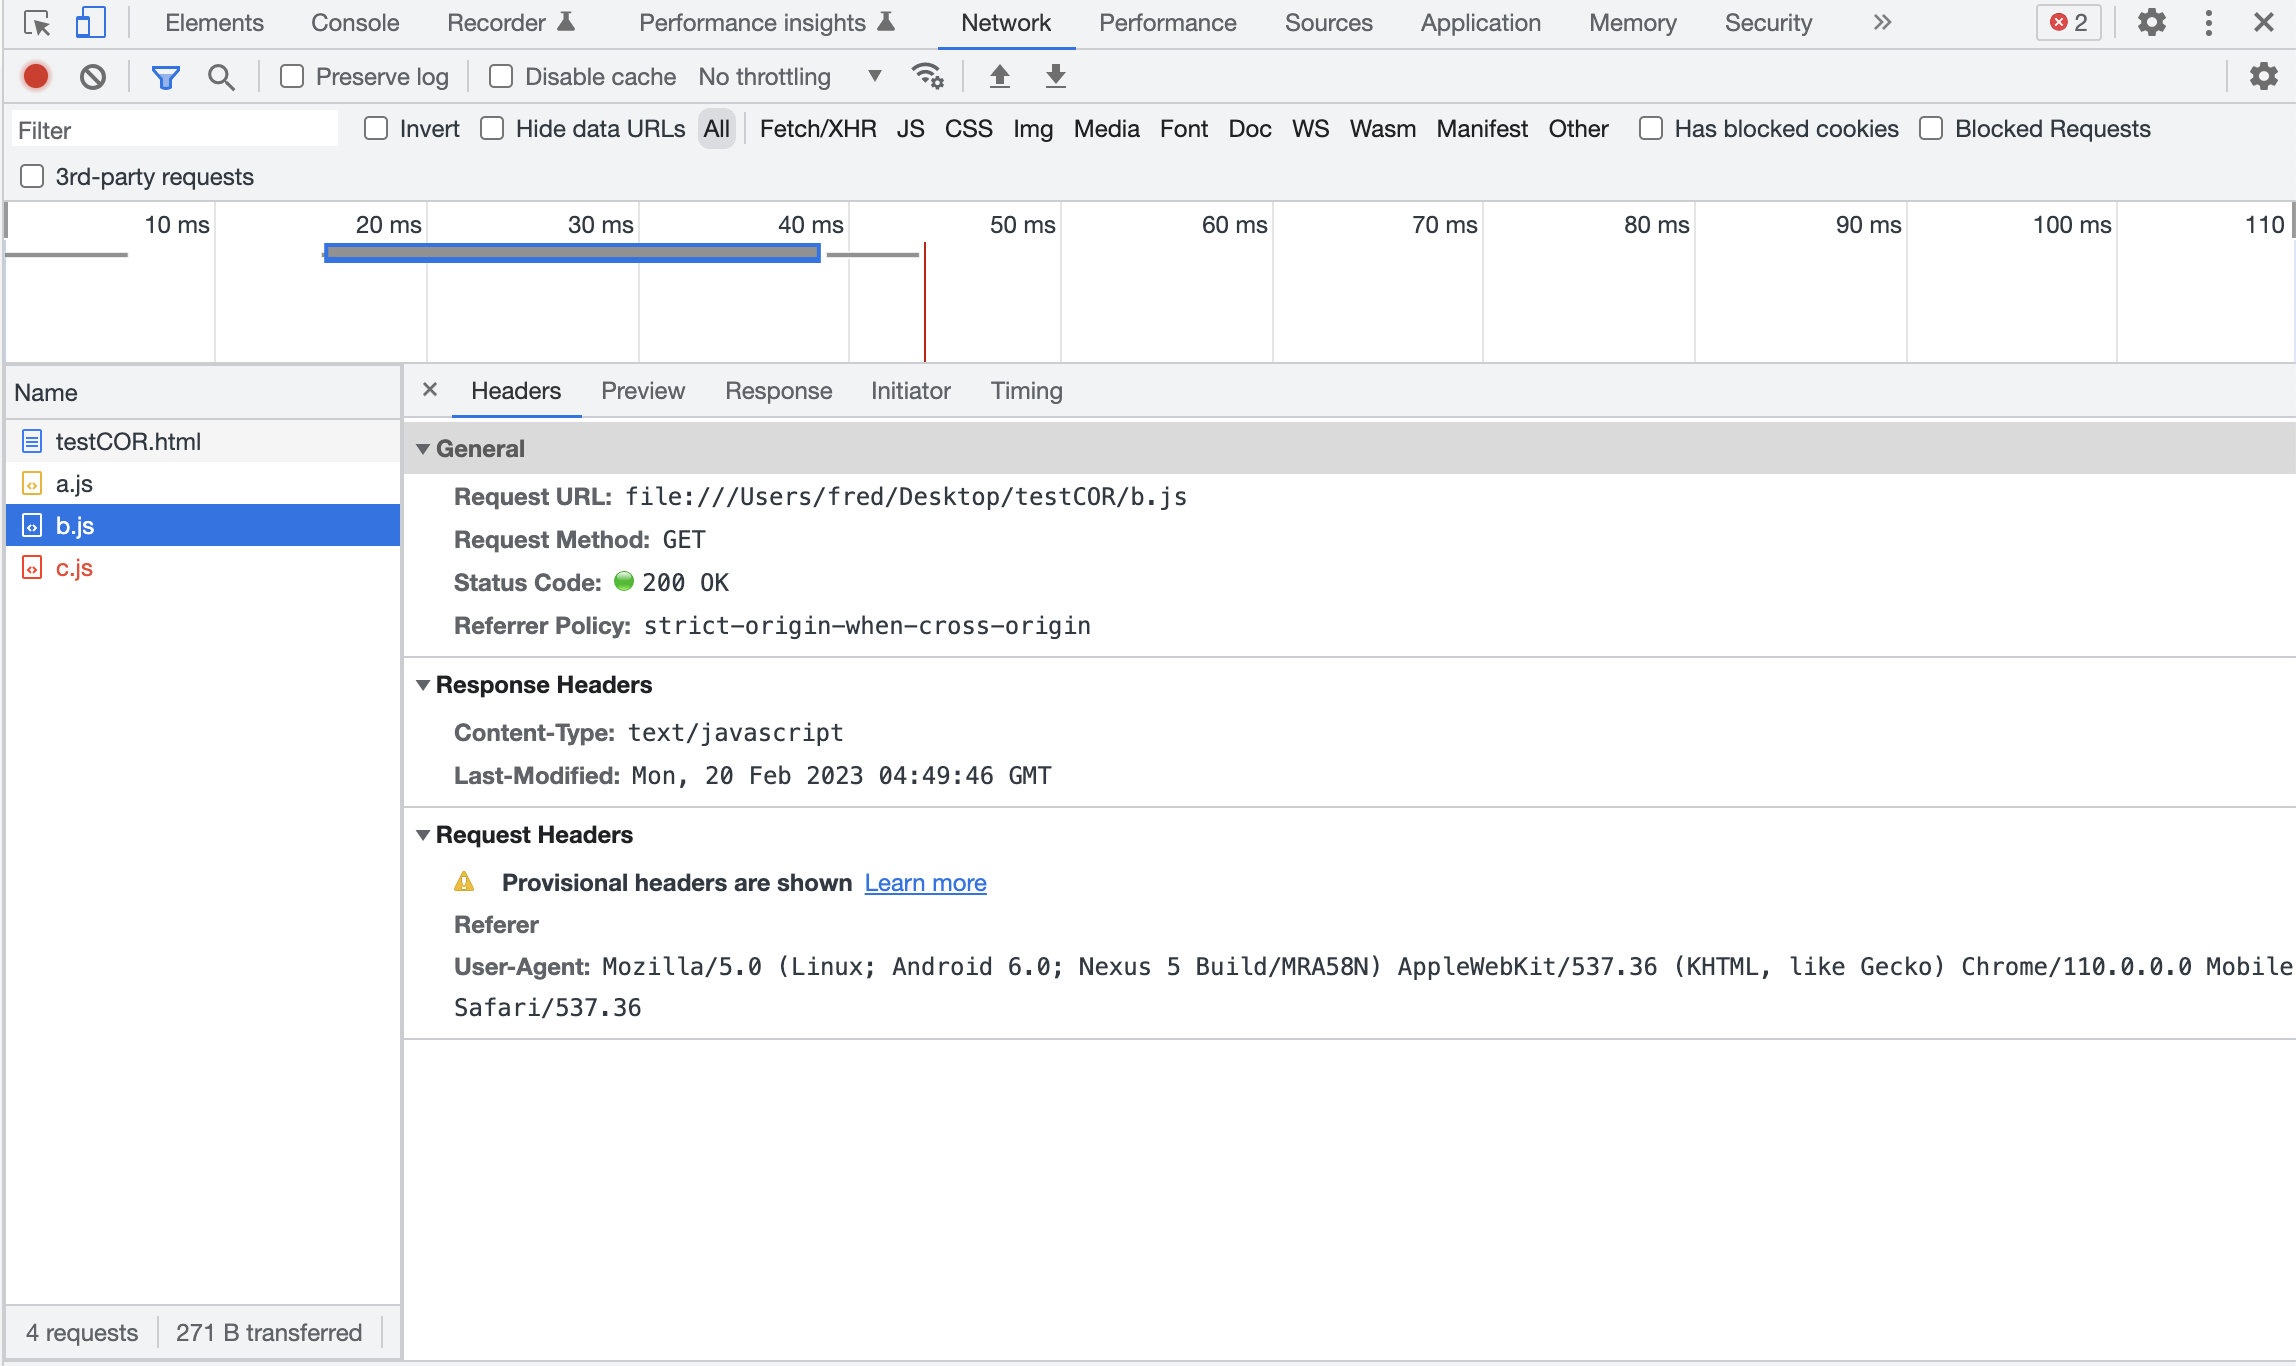 Elements Console Recorder Performance insights Network Performance Sources Application Memory Security 2
Preserve log Disable cache No throttling
Filter Invert Hide data URLs All Fetch/XHR JS CSS Img Media Font Doc WS Wasm Manifest Other Has blocked cookies Blocked Requests
3rd-party requests
10 ms 20 ms 30 ms 40 ms 50 ms 60 ms 70 ms 80 ms 90 ms 100 ms 110
Name
testCOR.html
a.js
b.js
c.js
4 requests 271 B transferred
Headers Preview Response Initiator Timing
General
Request URL: file:///Users/fred/Desktop/testCOR/b.js
Request Method: GET
Status Code: 200 OK
Referrer Policy: strict-origin-when-cross-origin
Response Headers
Content-Type: text/javascript
Last-Modified: Mon, 20 Feb 2023 04:49:46 GMT
Request Headers
Provisional headers are shown Learn more
Referer
User-Agent: Mozilla/5.0 (Linux; Android 6.0; Nexus 5 Build/MRA58N) AppleWebKit/537.36 (KHTML, like Gecko) Chrome/110.0.0.0 Mobile
Safari/537.36